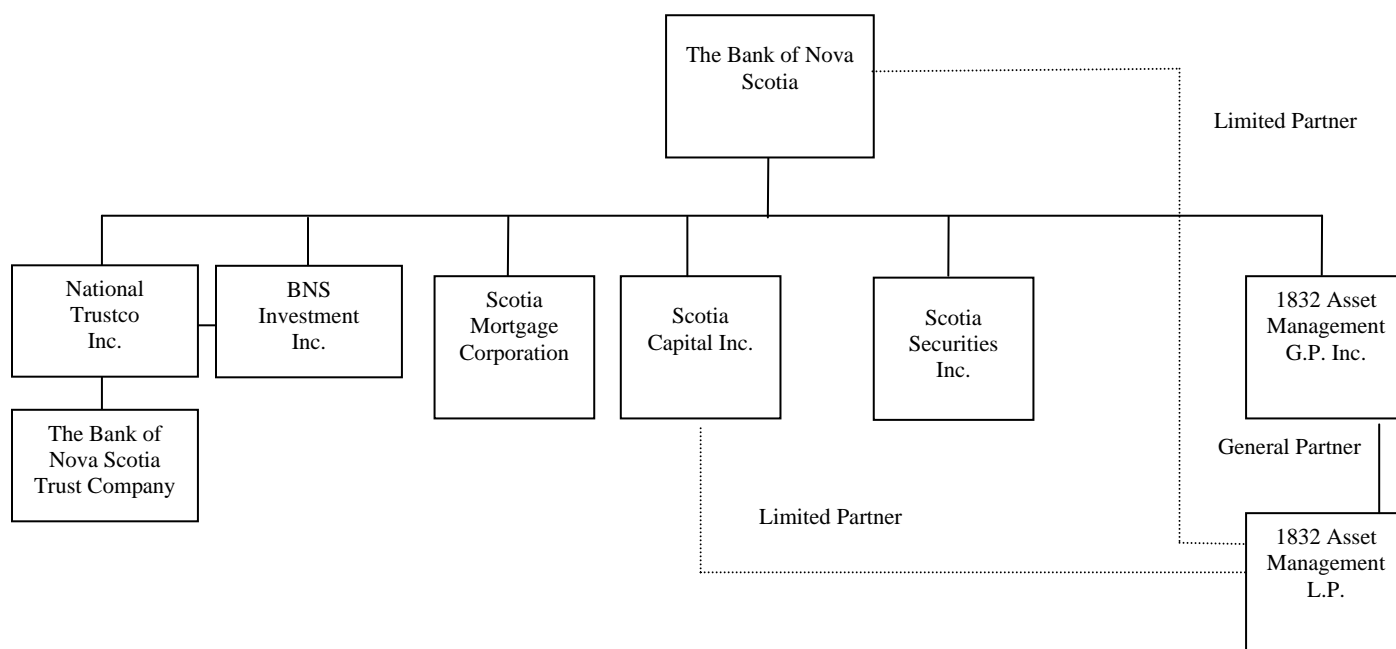 The Bank of Nova
Scotia
Limited Partner
National
Trustco
Inc.
BNS
Investment
Inc.
Scotia
Mortgage
Corporation
Scotia
Capital Inc.
Scotia
Securities
Inc.
1832 Asset
Management
G.P. Inc.
The Bank of
Nova Scotia
Trust Company
General Partner
Limited Partner
1832 Asset
Management
L.P.